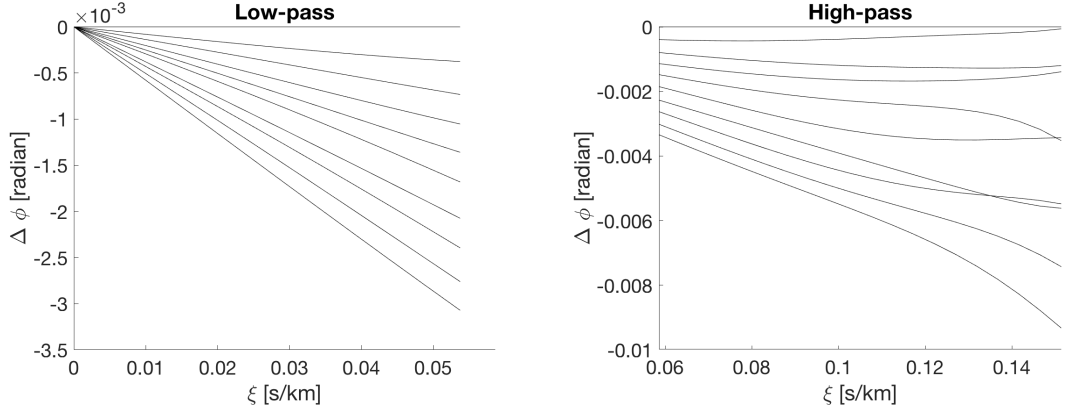 Low-pass
×10⁻³
0
-0.5
-1
-1.5
-2
-2.5
-3
-3.5
Δ ϕ [radian]
0 0.01 0.02 0.03 0.04 0.05
ξ [s/km]
High-pass
0
-0.002
-0.004
-0.006
-0.008
-0.01
Δ ϕ [radian]
0.06 0.08 0.1 0.12 0.14
ξ [s/km]